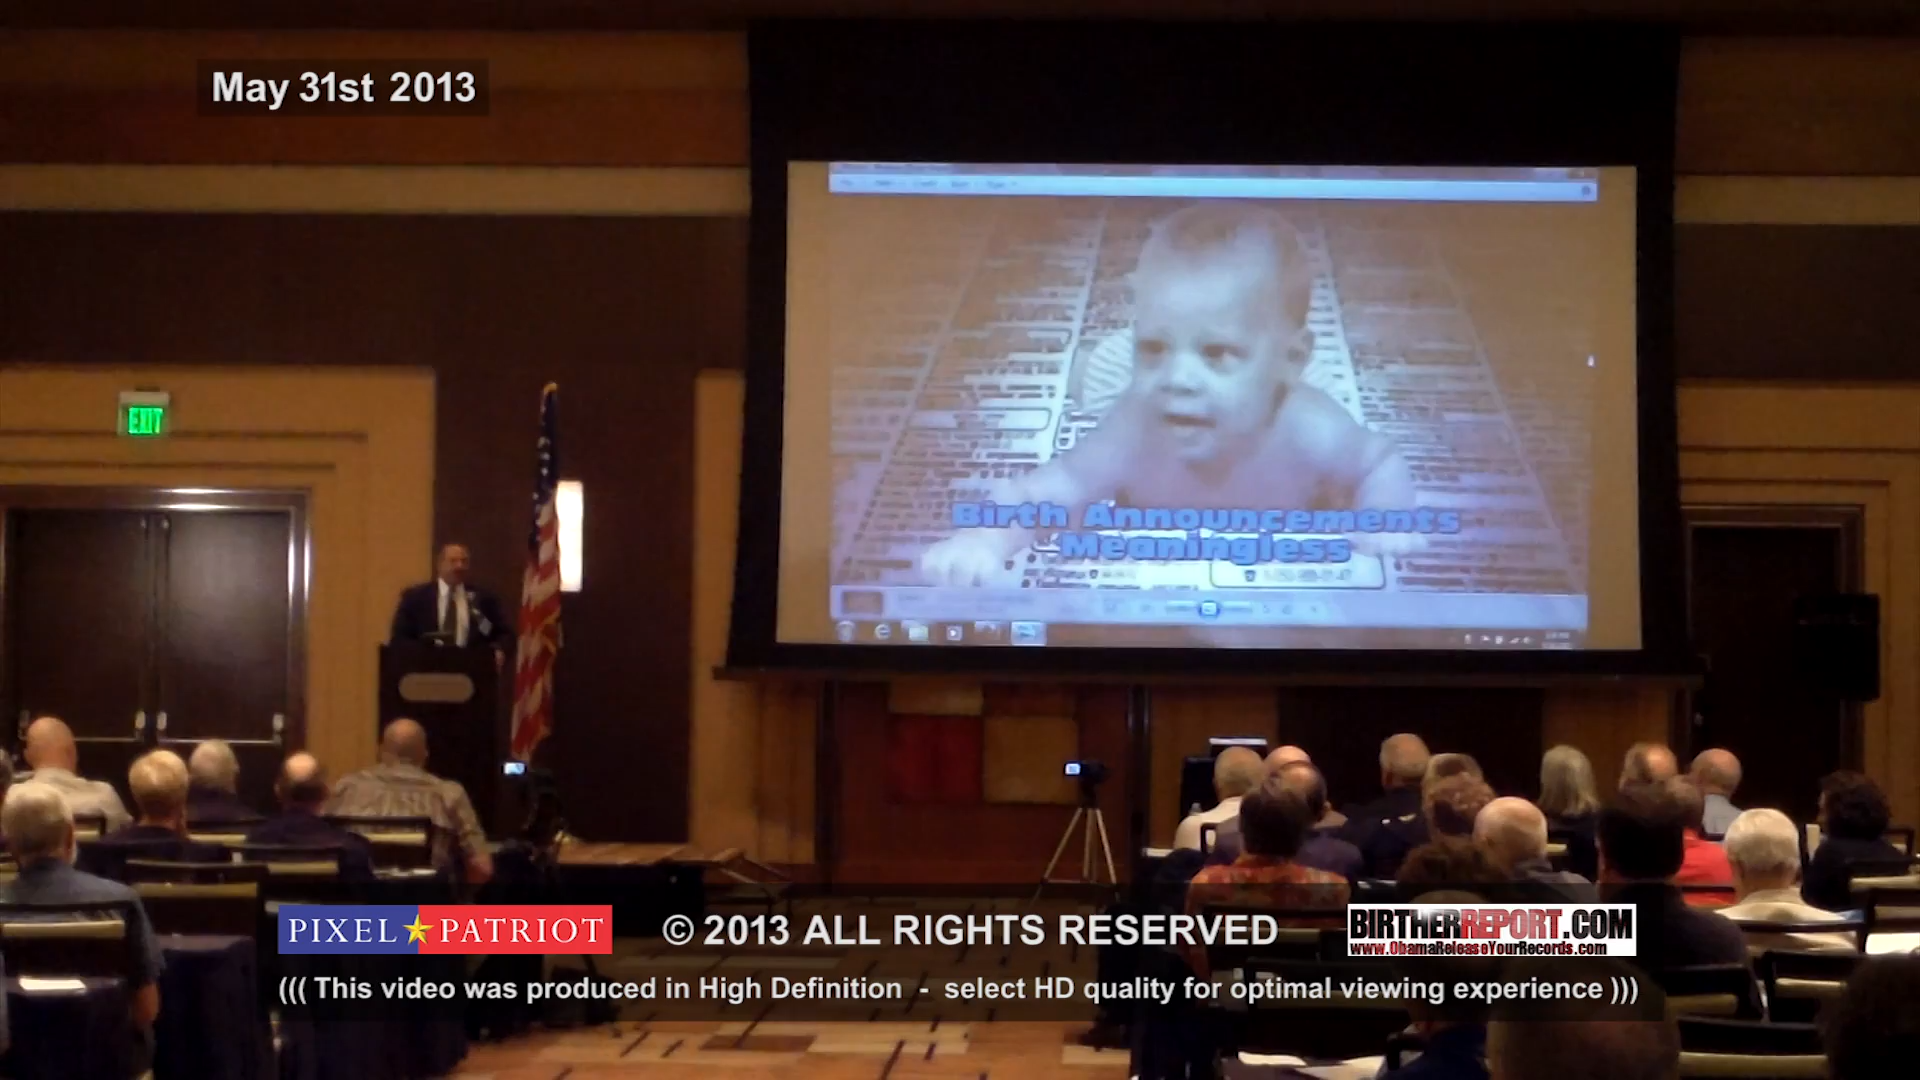 May 31st 2013
EXIT
Birth Announcements
Meaningless
PIXEL PATRIOT
© 2013 ALL RIGHTS RESERVED
BIRTHERREPORT.COM
www.ObamaReleaseYourRecords.com
((( This video was produced in High Definition - select HD quality for optimal viewing experience )))